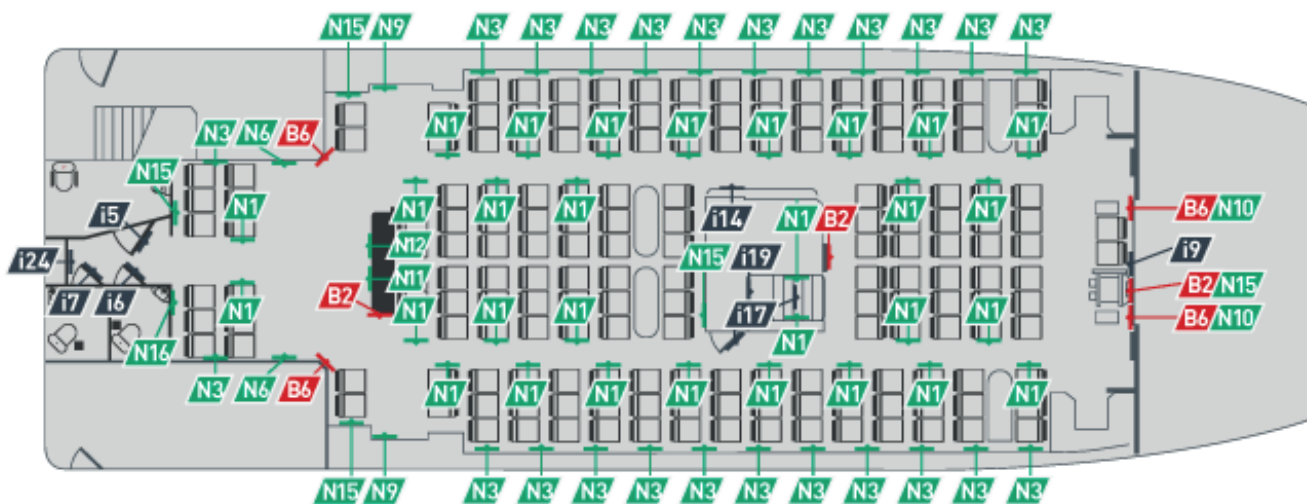 N15 N9 N3 N3 N3 N3 N3 N3 N3 N3 N3 N3 N3
N3 N6 B6 N1 N1 N1 N1 N1 N1 N1 N1
N15
i5 N1 N1 N1 N1 i14 N1 B2 N1 N1 B6 N10
i24 N12 N15 i19 i9
i7 i6 N11 B2 N15
N1 B2 N1 N1 N1 i17 N1 N1 B6 N10
N16 N1
N3 N6 B6 N1 N1 N1 N1 N1 N1 N1 N1
N15 N9 N3 N3 N3 N3 N3 N3 N3 N3 N3 N3 N3